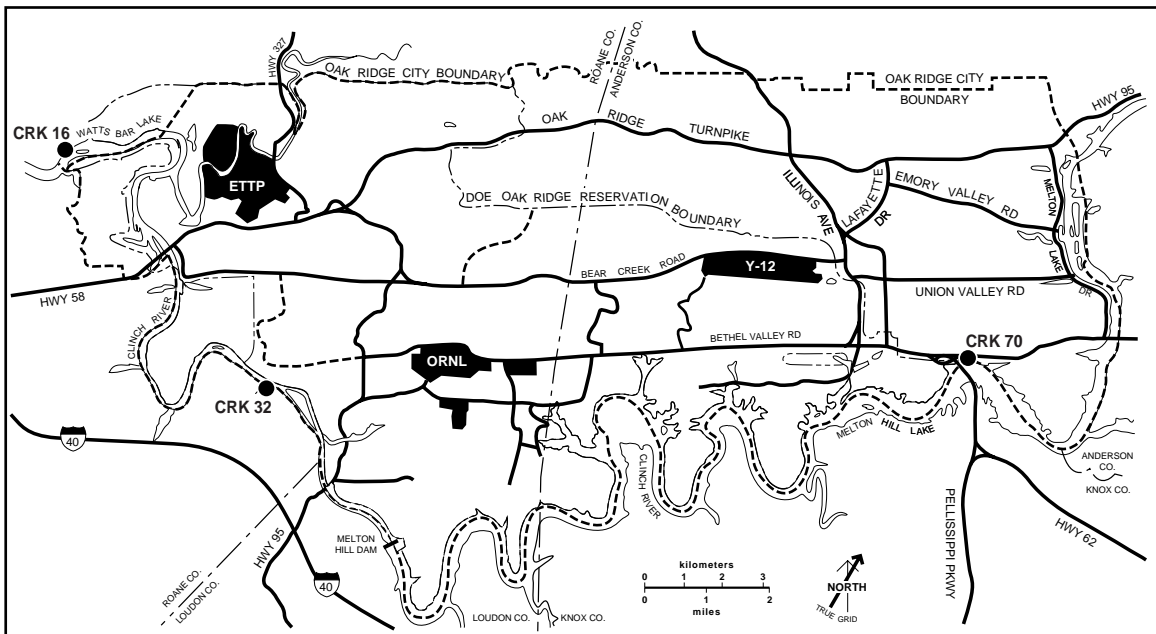 HWY 327
OAK RIDGE CITY BOUNDARY
ROANE CO.
ANDERSON CO.
OAK RIDGE CITY
BOUNDARY
HWY 95
CRK 16
WATTS BAR LAKE
OAK RIDGE TURNPIKE
ETTP
ILLINOIS AVE
LAFAYETTE
DR
EMORY VALLEY RD
MELTON
LAKE
DR
DOE OAK RIDGE RESERVATION BOUNDARY
Y-12
BEAR CREEK ROAD
HWY 58
UNION VALLEY RD
CLINCH RIVER
BETHEL VALLEY RD
CRK 70
ORNL
CRK 32
MELTON HILL LAKE
40
ANDERSON
CO.
KNOX CO.
CLINCH
RIVER
PELLISSIPPI PKWY
HWY 62
HWY 95
MELTON
HILL DAM
ROANE CO.
LOUDON CO.
40
kilometers
0 1 2 3
0 1 2
miles
NORTH
TRUE GRID
LOUDON CO.
KNOX CO.